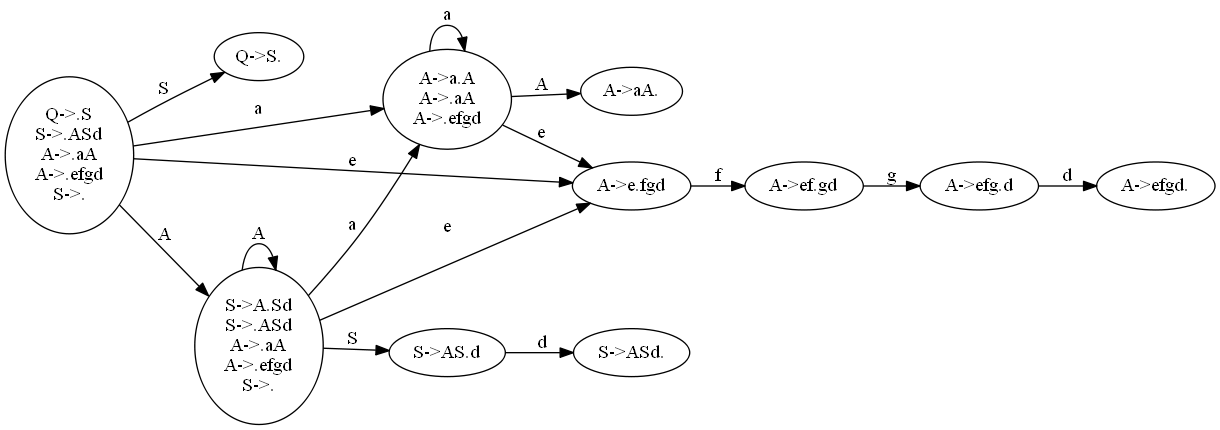 a
Q->S.
S
A->a.A
A->.aA
A->.efgd
A
A->aA.
Q->.S
S->.ASd
A->.aA
A->.efgd
S->.
a
e
e
A->e.fgd
f
A->ef.gd
g
A->efg.d
d
A->efgd.
A
A
a
e
S->A.Sd
S->.ASd
A->.aA
A->.efgd
S->.
S
S->AS.d
d
S->ASd.